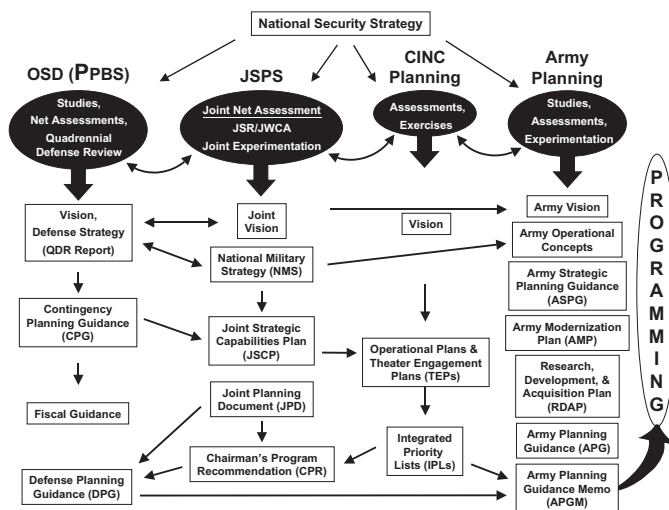 National Security Strategy
OSD (PPBS)
JSPS
CINC
Planning
Army
Planning
Studies,
Net Assessments,
Quadrennial
Defense Review
Joint Net Assessment
JSR/JWCA
Joint Experimentation
Assessments,
Exercises
Studies,
Assessments,
Experimentation
Vision,
Defense Strategy
(QDR Report)
Contingency
Planning Guidance
(CPG)
Fiscal Guidance
Defense Planning
Guidance (DPG)
Joint
Vision
National Military
Strategy (NMS)
Joint Strategic
Capabilities Plan
(JSCP)
Joint Planning
Document (JPD)
Chairman's Program
Recommendation (CPR)
Vision
Operational Plans &
Theater Engagement
Plans (TEPs)
Integrated
Priority
Lists (IPLs)
Army Vision
Army Operational
Concepts
Army Strategic
Planning Guidance
(ASPG)
Army Modernization
Plan (AMP)
Research,
Development, &
Acquisition Plan
(RDAP)
Army Planning
Guidance (APG)
Army Planning
Guidance Memo
(APGM)
PROGRAMMING